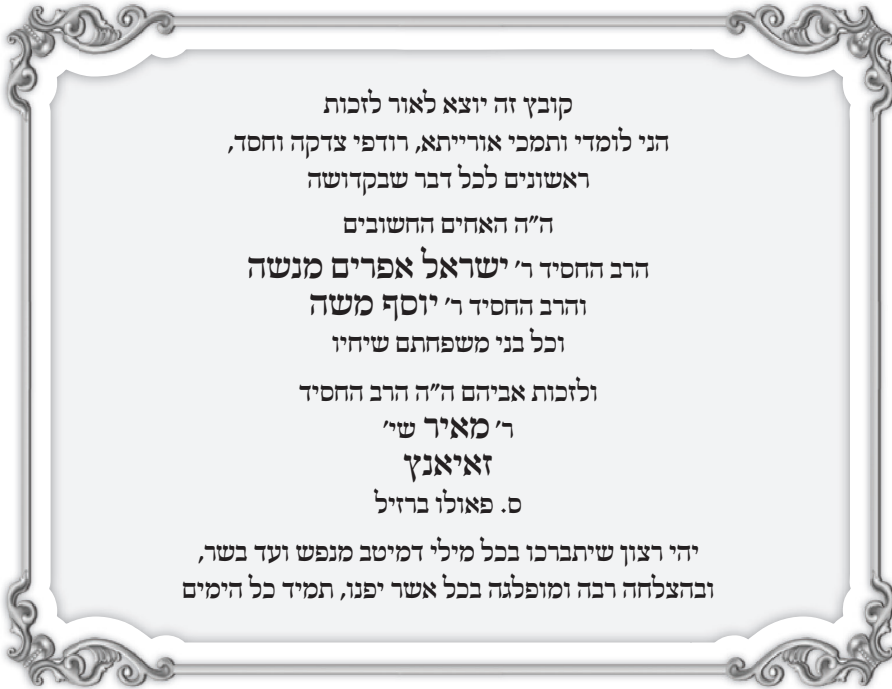 קובץ זה יוצא לאור לזכות
הני לומדי ותמכי אורייתא, רודפי צדקה וחסד,
ראשונים לכל דבר שבקדושה
ה״ה האחים החשובים
הרב החסיד ר׳ ישראל אפרים מנשה
והרב החסיד ר׳ יוסף משה
וכל בני משפחתם שיחיו
ולזכות אביהם ה״ה הרב החסיד
ר׳ מאיר שי׳
זאיאנץ
ס. פאולו ברזיל
יהי רצון שיתברכו בכל מילי דמיטב מנפש ועד בשר,
ובהצלחה רבה ומופלגה בכל אשר יפנו, תמיד כל הימים